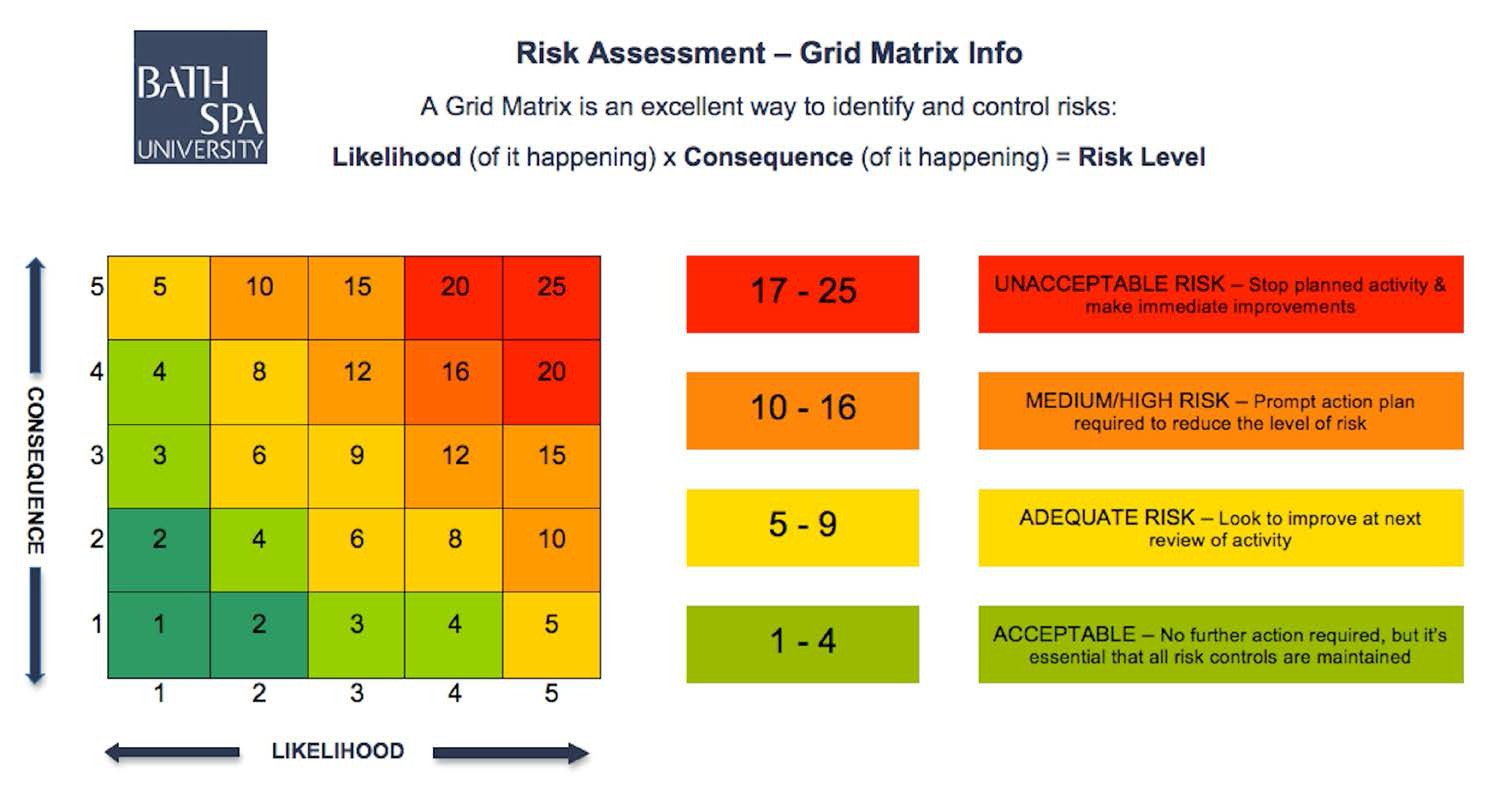 BATH
SPA
UNIVERSITY
Risk Assessment – Grid Matrix Info
A Grid Matrix is an excellent way to identify and control risks:
Likelihood (of it happening) x Consequence (of it happening) = Risk Level
CONSEQUENCE
5 5 10 15 20 25
4 4 8 12 16 20
3 3 6 9 12 15
2 2 4 6 8 10
1 1 2 3 4 5
1 2 3 4 5
LIKELIHOOD
17 - 25
UNACCEPTABLE RISK – Stop planned activity &
make immediate improvements
10 - 16
MEDIUM/HIGH RISK – Prompt action plan
required to reduce the level of risk
5 - 9
ADEQUATE RISK – Look to improve at next
review of activity
1 - 4
ACCEPTABLE – No further action required, but it's
essential that all risk controls are maintained